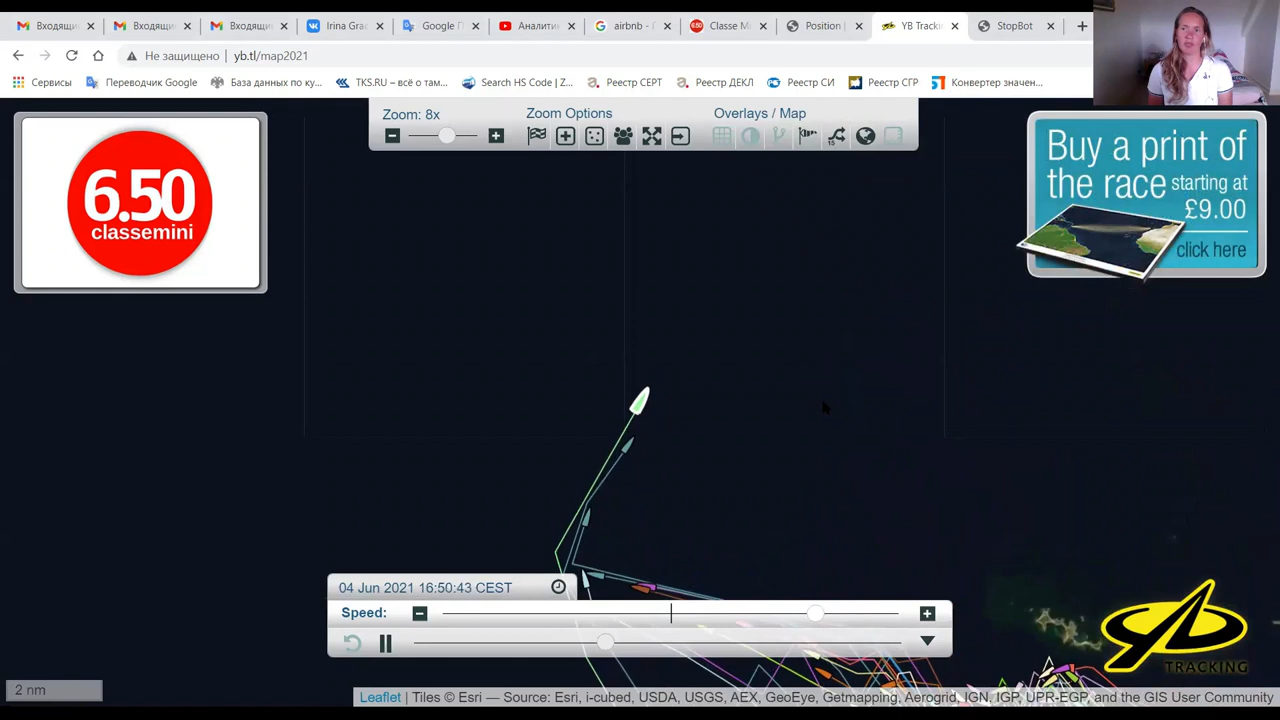 Входящи
Входящи
Входящи
Irina Grac
Google П
Аналити
airbnb - П
Classe M
Position
YB Tracki
StopBot
Не защищено
yb.tl/map2021
Сервисы
Переводчик Google
База данных по ку...
TKS.RU – всё о там...
Search HS Code | Z...
Реестр СЕРТ
Реестр ДЕКЛ
Реестр СИ
Реестр СГР
Конвертер значен...
Zoom: 8x
Zoom Options
Overlays / Map
6.50
classemini
Buy a print of
the race starting at
£9.00
click here
04 Jun 2021 16:50:43 CEST
Speed:
TRACKING
2 nm
Leaflet | Tiles © Esri — Source: Esri, i-cubed, USDA, USGS, AEX, GeoEye, Getmapping, Aerogrid, IGN, IGP, UPR-EGP, and the GIS User Community